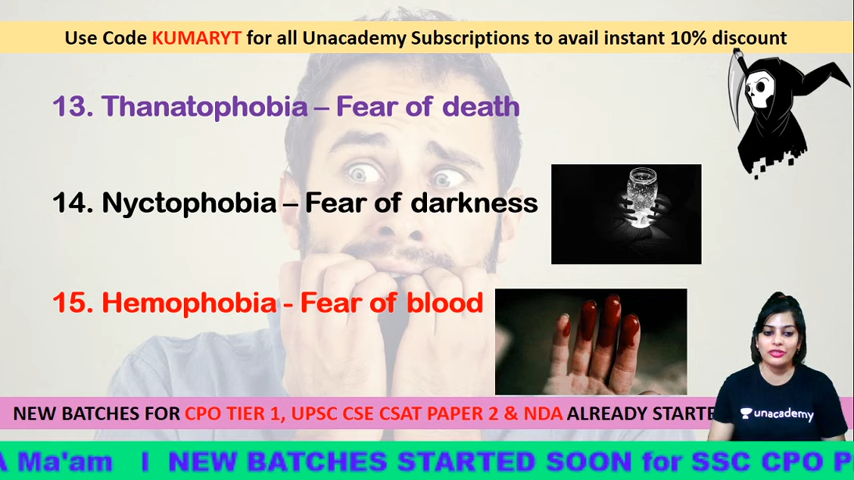 Use Code KUMARYT for all Unacademy Subscriptions to avail instant 10% discount
13. Thanatophobia – Fear of death
14. Nyctophobia – Fear of darkness
15. Hemophobia - Fear of blood
unacademy
NEW BATCHES FOR CPO TIER 1, UPSC CSE CSAT PAPER 2 & NDA ALREADY STARTE
A Ma'am I NEW BATCHES STARTED SOON for SSC CPO P